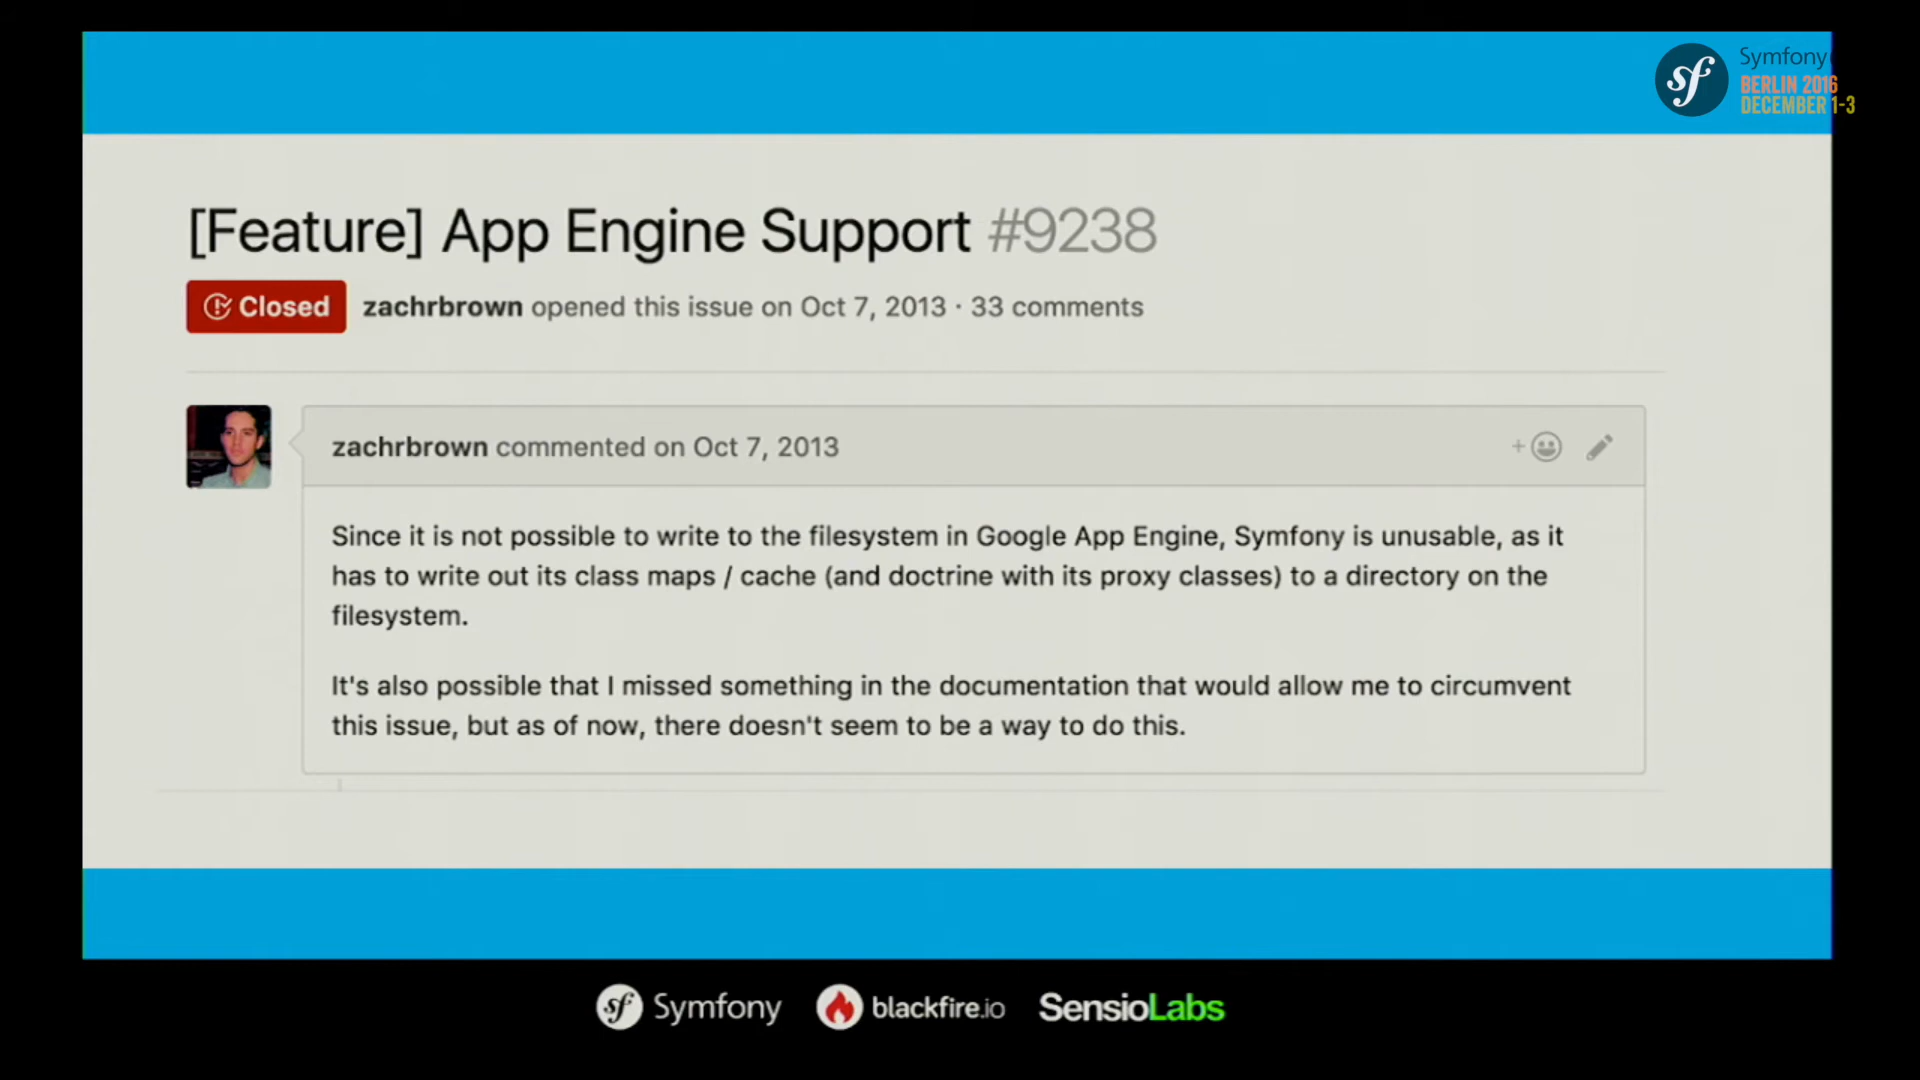 Symfony
BERLIN 2016
DECEMBER 1-3
[Feature] App Engine Support #9238
Closed zachrbrown opened this issue on Oct 7, 2013 · 33 comments
zachrbrown commented on Oct 7, 2013
Since it is not possible to write to the filesystem in Google App Engine, Symfony is unusable, as it
has to write out its class maps / cache (and doctrine with its proxy classes) to a directory on the
filesystem.
It's also possible that I missed something in the documentation that would allow me to circumvent
this issue, but as of now, there doesn't seem to be a way to do this.
sf Symfony blackfire.io SensioLabs